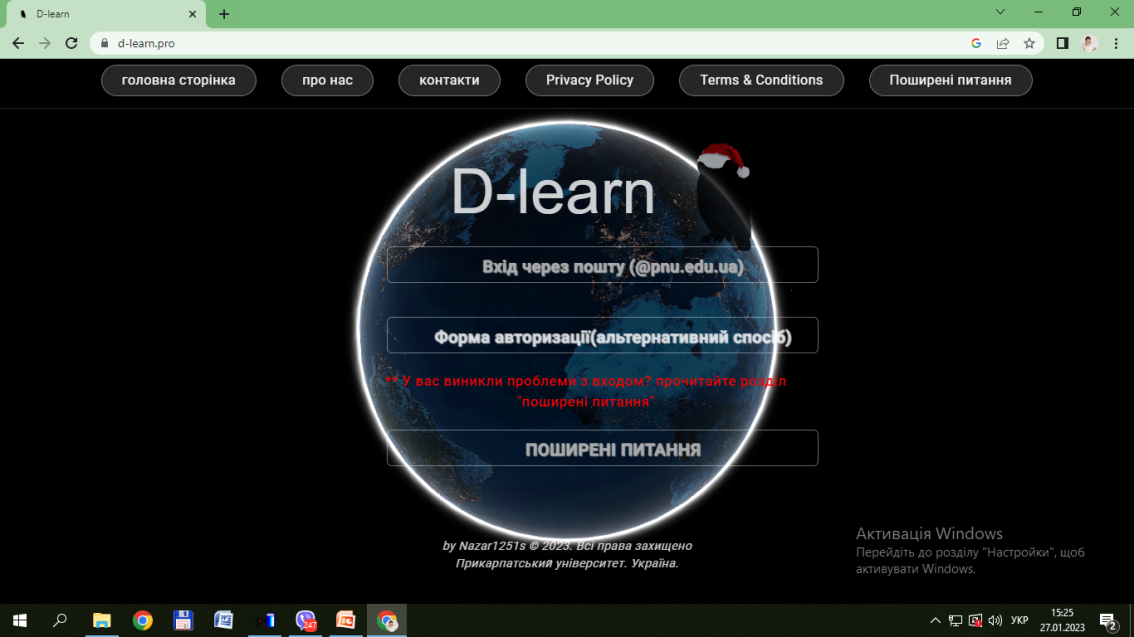 D-learn
d-learn.pro
головна сторінка
про нас
контакти
Privacy Policy
Terms & Conditions
Поширені питання
D-learn
Вхід через пошту (@pnu.edu.ua)
Форма авторизації(альтернативний спосіб)
** У вас виникли проблеми з входом? прочитайте розділ
"поширені питання"
ПОШИРЕНІ ПИТАННЯ
by Nazar1251s © 2023. Всі права захищено
Прикарпатський університет. Україна.
Активація Windows
Перейдіть до розділу "Настройки", щоб
активувати Windows.
247
УКР
15:25
27.01.2023
2